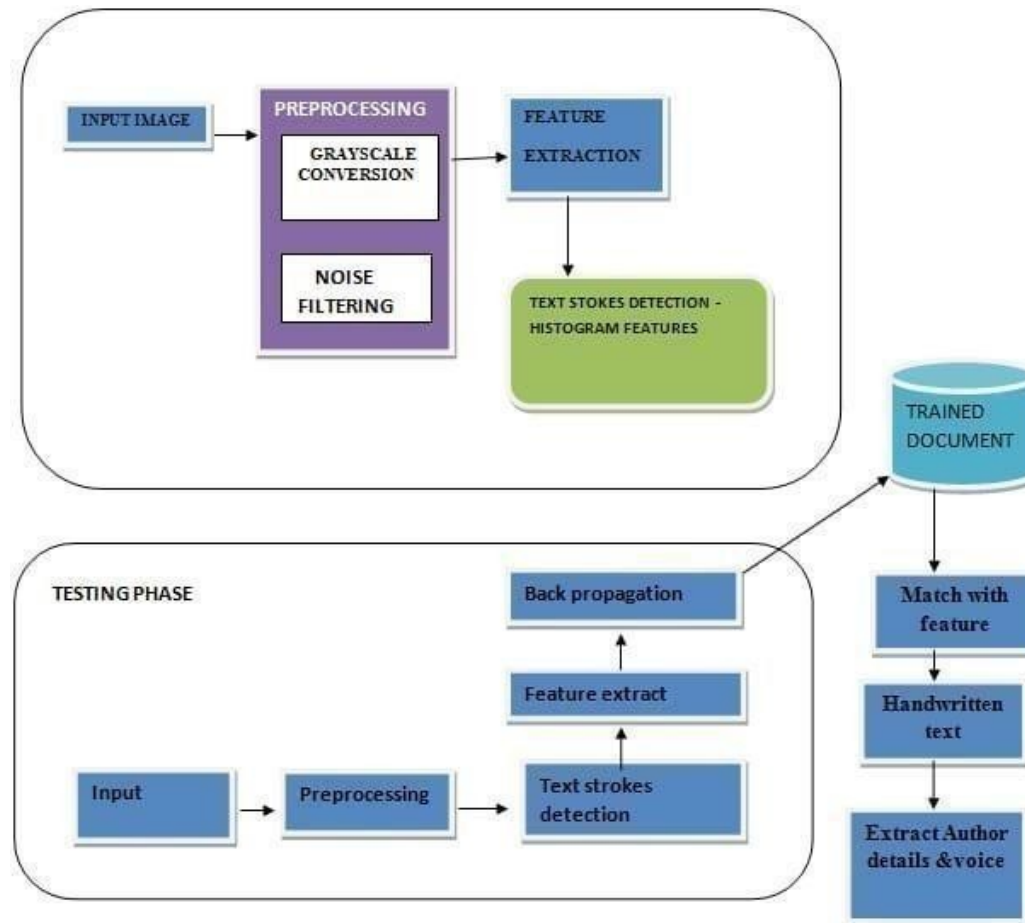 INPUT IMAGE
PREPROCESSING
GRAYSCALE
CONVERSION
NOISE
FILTERING
FEATURE
EXTRACTION
TEXT STOKES DETECTION -
HISTOGRAM FEATURES
TRAINED
DOCUMENT
TESTING PHASE
Back propagation
Feature extract
Input
Preprocessing
Text strokes
detection
Match with
feature
Handwritten
text
Extract Author
details &voice